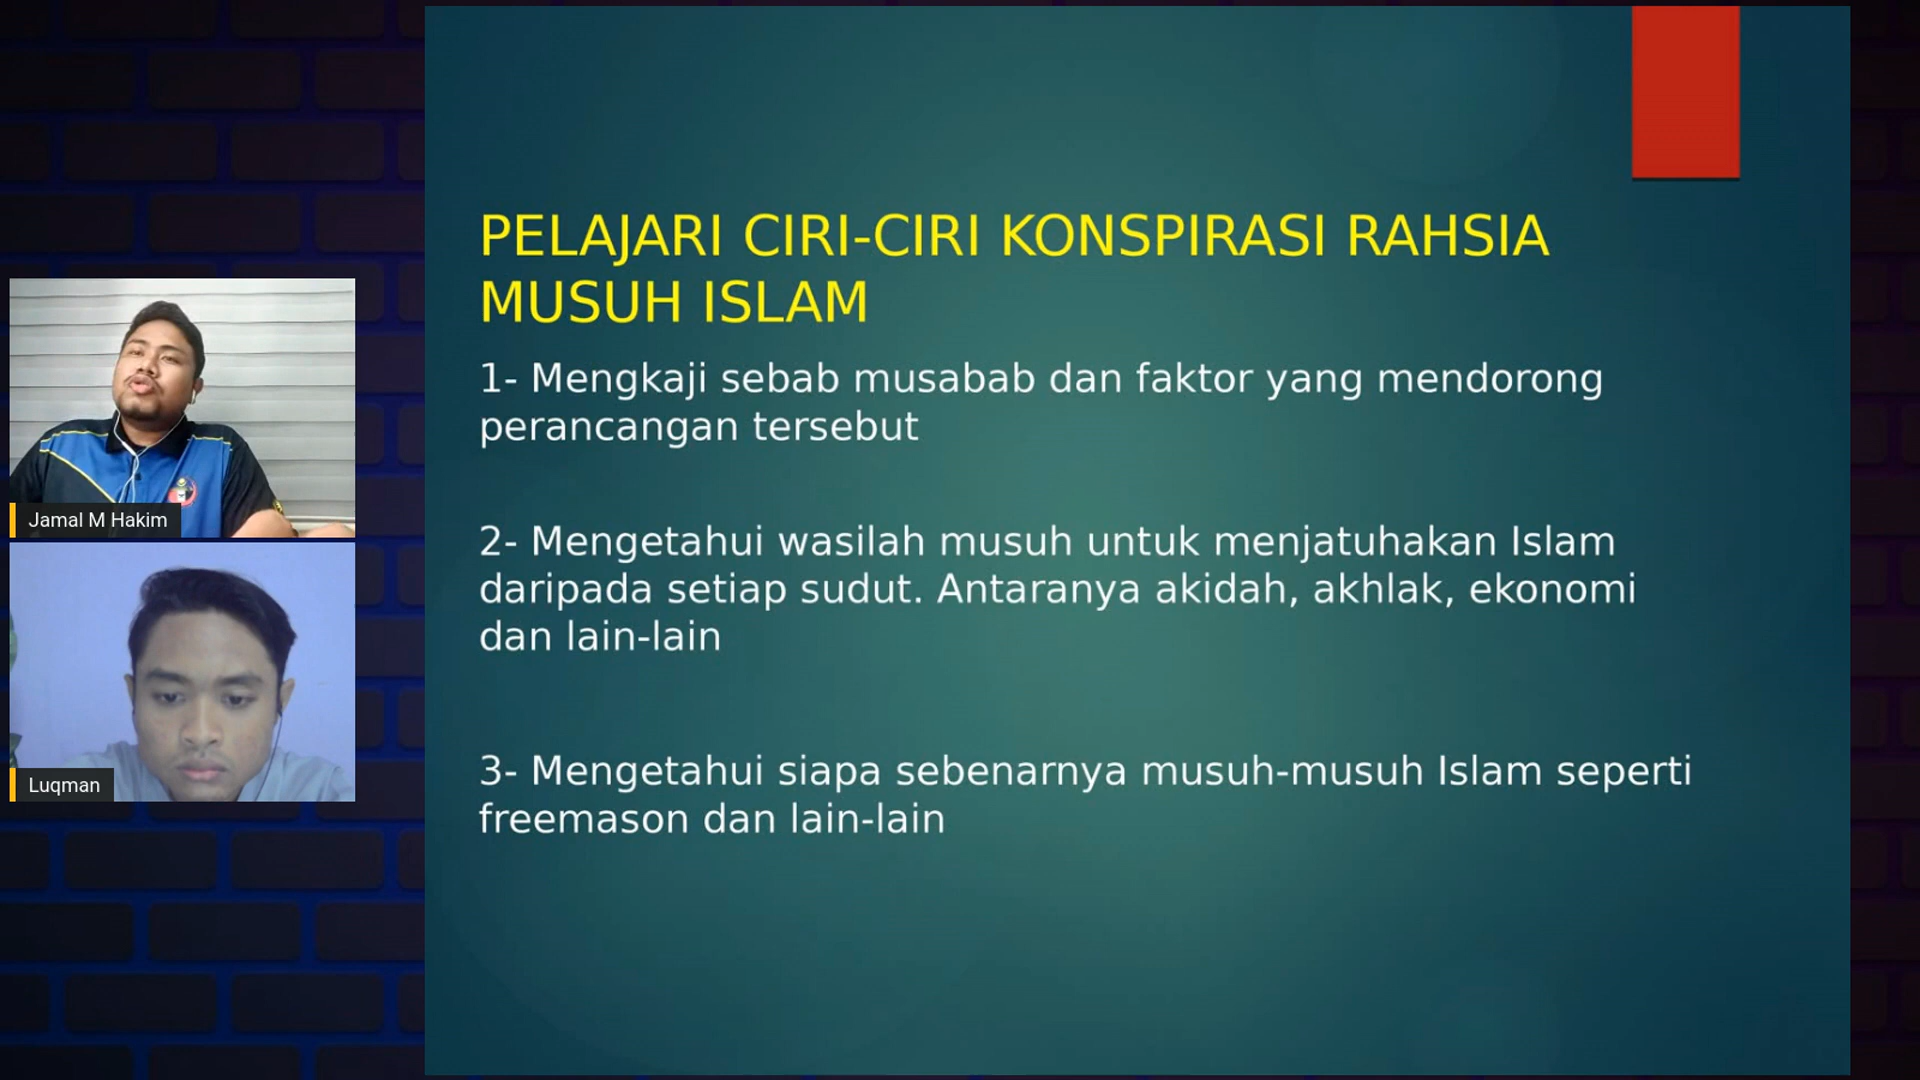 PELAJARI CIRI-CIRI KONSPIRASI RAHSIA
MUSUH ISLAM
1- Mengkaji sebab musabab dan faktor yang mendorong
perancangan tersebut
2- Mengetahui wasilah musuh untuk menjatuhakan Islam
daripada setiap sudut. Antaranya akidah, akhlak, ekonomi
dan lain-lain
3- Mengetahui siapa sebenarnya musuh-musuh Islam seperti
freemason dan lain-lain
Jamal M Hakim
Luqman